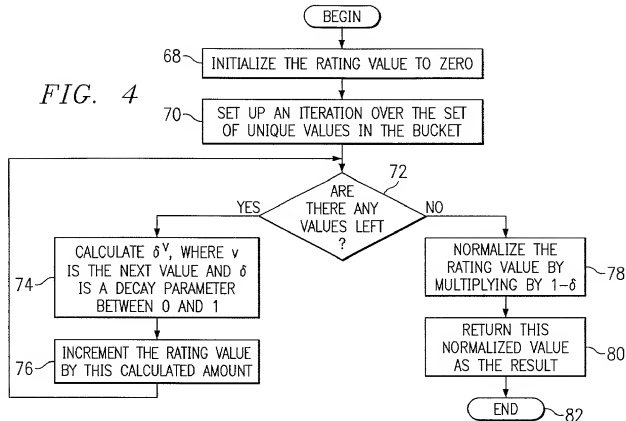 BEGIN
68
INITIALIZE THE RATING VALUE TO ZERO
FIG. 4
70
SET UP AN ITERATION OVER THE SET
OF UNIQUE VALUES IN THE BUCKET
72
ARE
THERE ANY
VALUES LEFT
?
YES
NO
74
CALCULATE δ^v, WHERE v
IS THE NEXT VALUE AND δ
IS A DECAY PARAMETER
BETWEEN 0 AND 1
NORMALIZE THE
RATING VALUE BY
MULTIPLYING BY 1-δ
78
76
INCREMENT THE RATING VALUE
BY THIS CALCULATED AMOUNT
RETURN THIS
NORMALIZED VALUE
AS THE RESULT
80
END
82